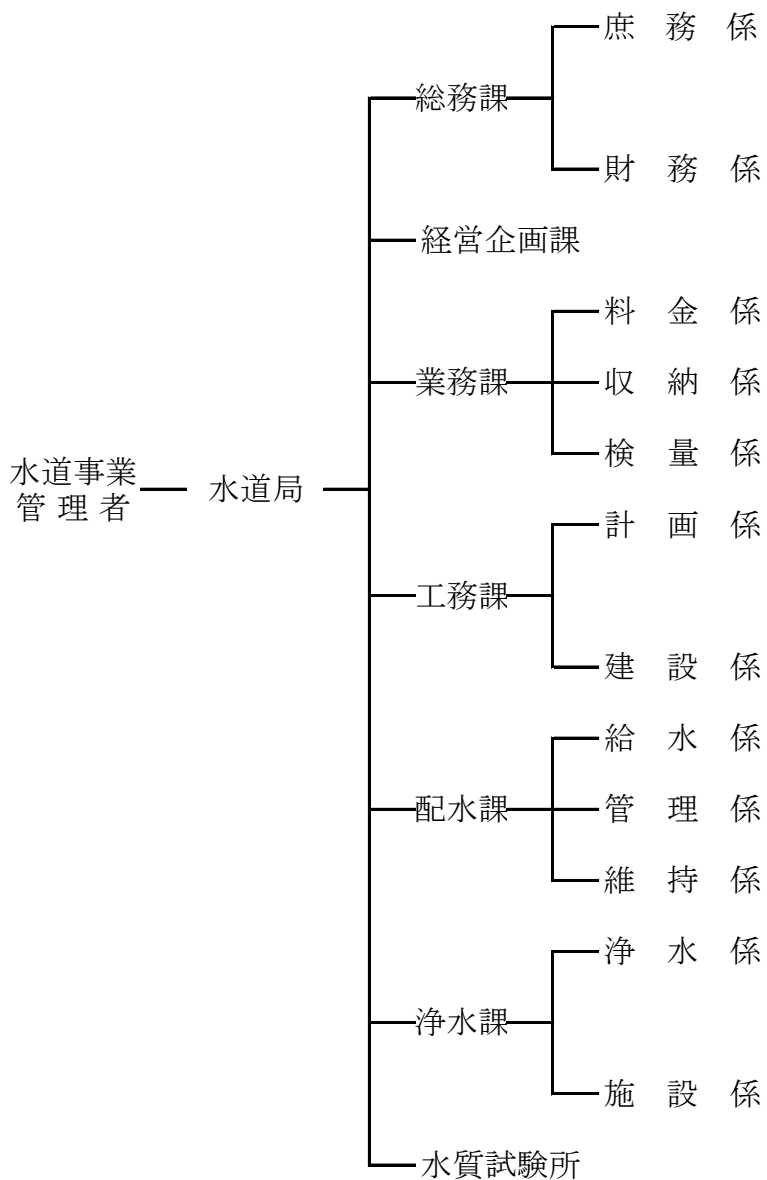 水道事業
管理者
水道局
総務課
庶務係
財務係
経営企画課
業務課
料金係
収納係
検量係
工務課
計画係
建設係
配水課
給水係
管理係
維持係
浄水課
浄水係
施設係
水質試験所